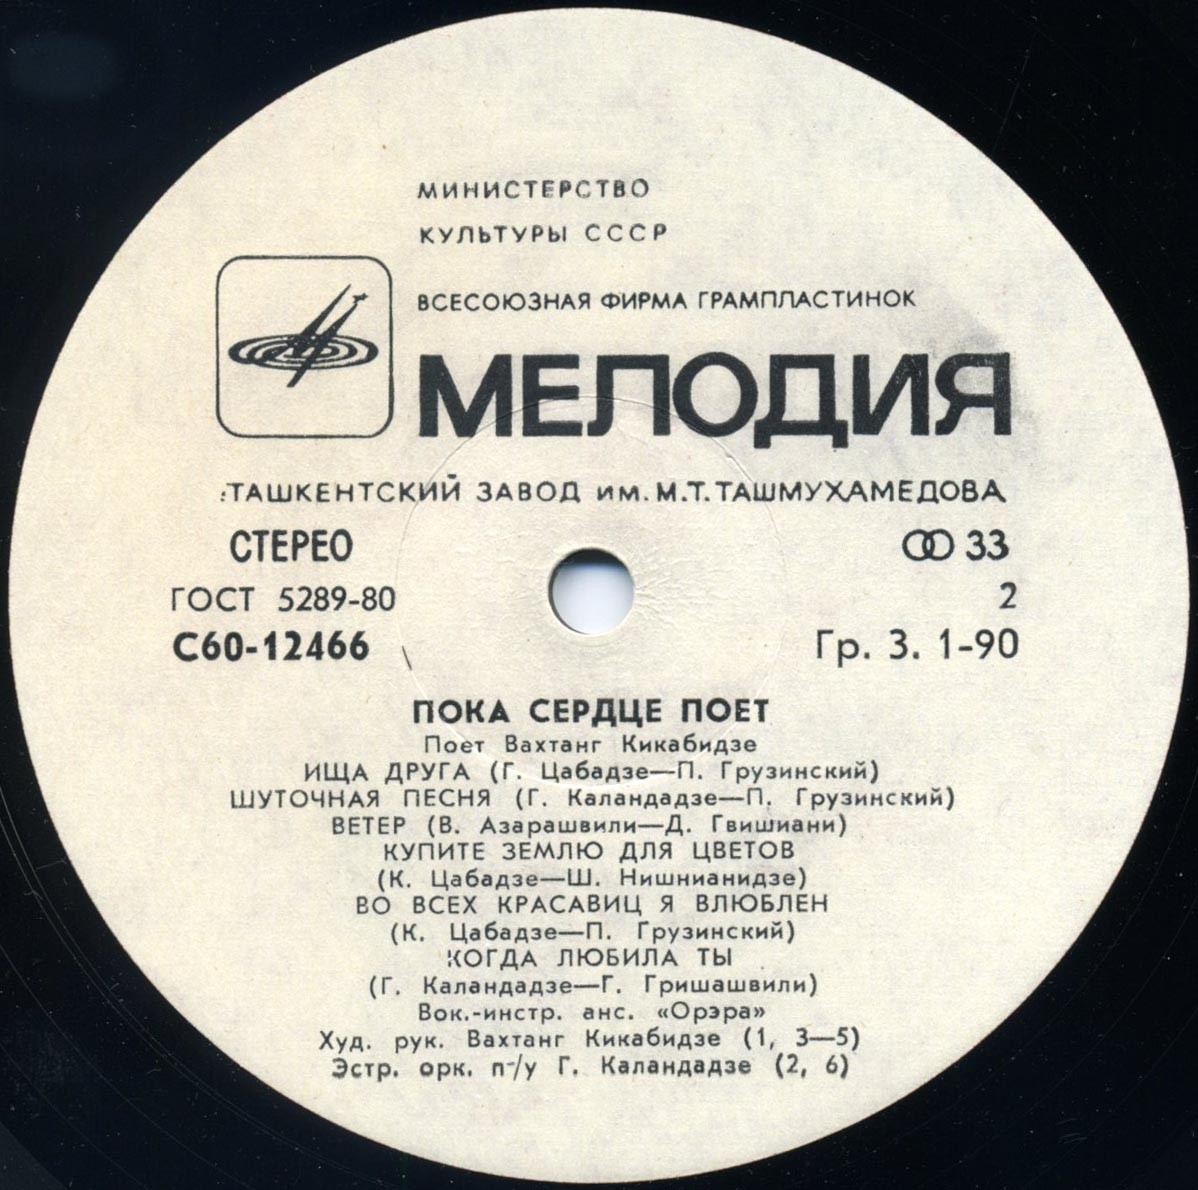 МИНИСТЕРСТВО
КУЛЬТУРЫ СССР
ВСЕСОЮЗНАЯ ФИРМА ГРАМПЛАСТИНОК
МЕЛОДИЯ
ТАШКЕНТСКИЙ ЗАВОД им. М.Т.ТАШМУХАМЕДОВА
СТЕРЕО 33
ГОСТ 5289-80 2
С60-12466 Гр. 3. 1-90
ПОКА СЕРДЦЕ ПОЕТ
Поет Вахтанг Кикабидзе
ИЩА ДРУГА (Г. Цабадзе—П. Грузинский)
ШУТОЧНАЯ ПЕСНЯ (Г. Каландадзе—П. Грузинский)
ВЕТЕР (В. Азарашвили—Д. Гвишиани)
КУПИТЕ ЗЕМЛЮ ДЛЯ ЦВЕТОВ
(К. Цабадзе—Ш. Нишнианидзе)
ВО ВСЕХ КРАСАВИЦ Я ВЛЮБЛЕН
(К. Цабадзе—П. Грузинский)
КОГДА ЛЮБИЛА ТЫ
(Г. Каландадзе—Г. Гришашвили)
Вок.-инстр. анс. «Орэра»
Худ. рук. Вахтанг Кикабидзе (1, 3—5)
Эстр. орк. п/у Г. Каландадзе (2, 6)